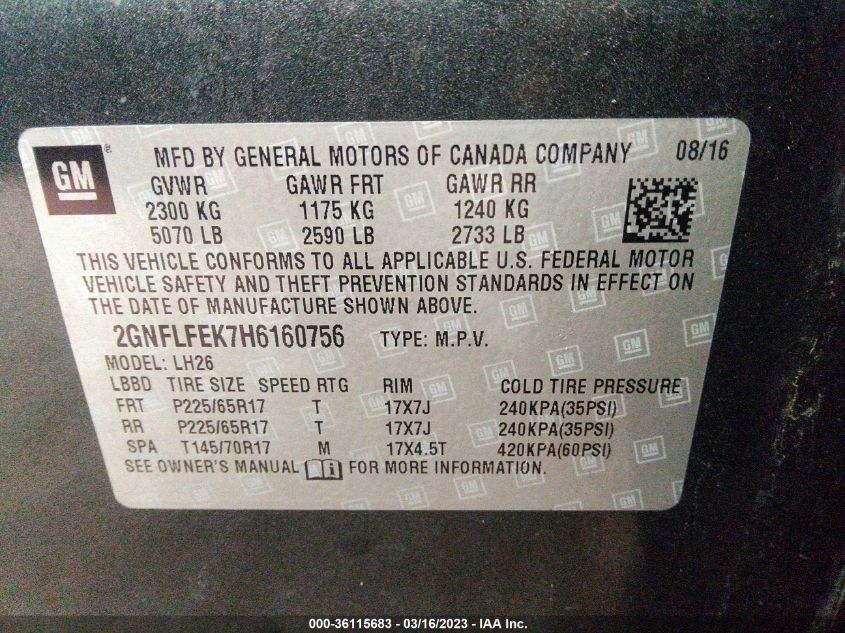 GM ® MFD BY GENERAL MOTORS OF CANADA COMPANY 08/16
GVWR GAWR FRT GAWR RR
2300 KG 1175 KG 1240 KG
5070 LB 2590 LB 2733 LB
THIS VEHICLE CONFORMS TO ALL APPLICABLE U.S. FEDERAL MOTOR
VEHICLE SAFETY AND THEFT PREVENTION STANDARDS IN EFFECT ON
THE DATE OF MANUFACTURE SHOWN ABOVE.
2GNFLFEK7H6160756 TYPE: M.P.V.
MODEL: LH26
LBBD TIRE SIZE SPEED RTG RIM COLD TIRE PRESSURE
FRT P225/65R17 T 17X7J 240KPA(35PSI)
RR P225/65R17 T 17X7J 240KPA(35PSI)
SPA T145/70R17 M 17X4.5T 420KPA(60PSI)
SEE OWNER'S MANUAL FOR MORE INFORMATION.
000-36115683 - 03/16/2023 - IAA Inc.